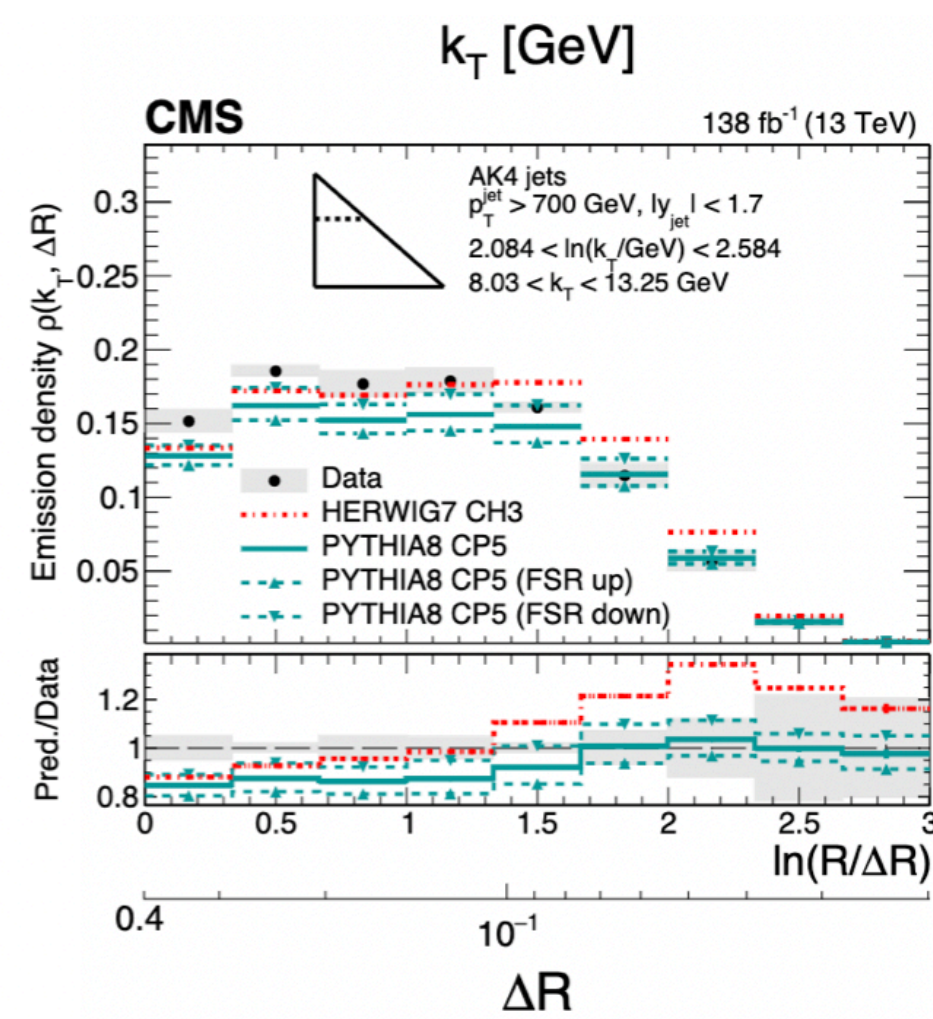 k_T [GeV]
CMS
138 fb⁻¹ (13 TeV)
AK4 jets
p_T^jet > 700 GeV, |y_jet| < 1.7
2.084 < ln(k_T/GeV) < 2.584
8.03 < k_T < 13.25 GeV
Emission density ρ(k_T, ΔR)
0.3
0.25
0.2
0.15
0.1
0.05
Data
HERWIG7 CH3
PYTHIA8 CP5
PYTHIA8 CP5 (FSR up)
PYTHIA8 CP5 (FSR down)
Pred./Data
1.2
1
0.8
0 0.5 1 1.5 2 2.5 3
ln(R/ΔR)
0.4 10⁻¹
ΔR